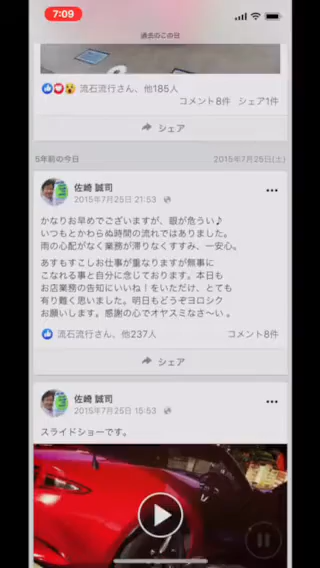 7:09
過去のこの日
流石流行さん、他185人
コメント8件 シェア1件
シェア
5年前の今日
2015年7月25日(土)
佐崎 誠司
2015年7月25日 21:53
かなりお早めでございますが、眼が危うい♪
いつもとかわらぬ時間の流れではありました。
雨の心配がなく業務が滞りなくすすみ、一安心。
あすもすこしお仕事が重なりますが無事に
こなれる事と自分に念じております。本日も
お店業務の告知にいいね！をいただけ、とても
有り難く思いました。明日もどうぞヨロシク
お願いします。感謝の心でオヤスミなさ～い 。
流石流行さん、他237人
コメント8件
シェア
佐崎 誠司
2015年7月25日 15:53
スライドショーです。